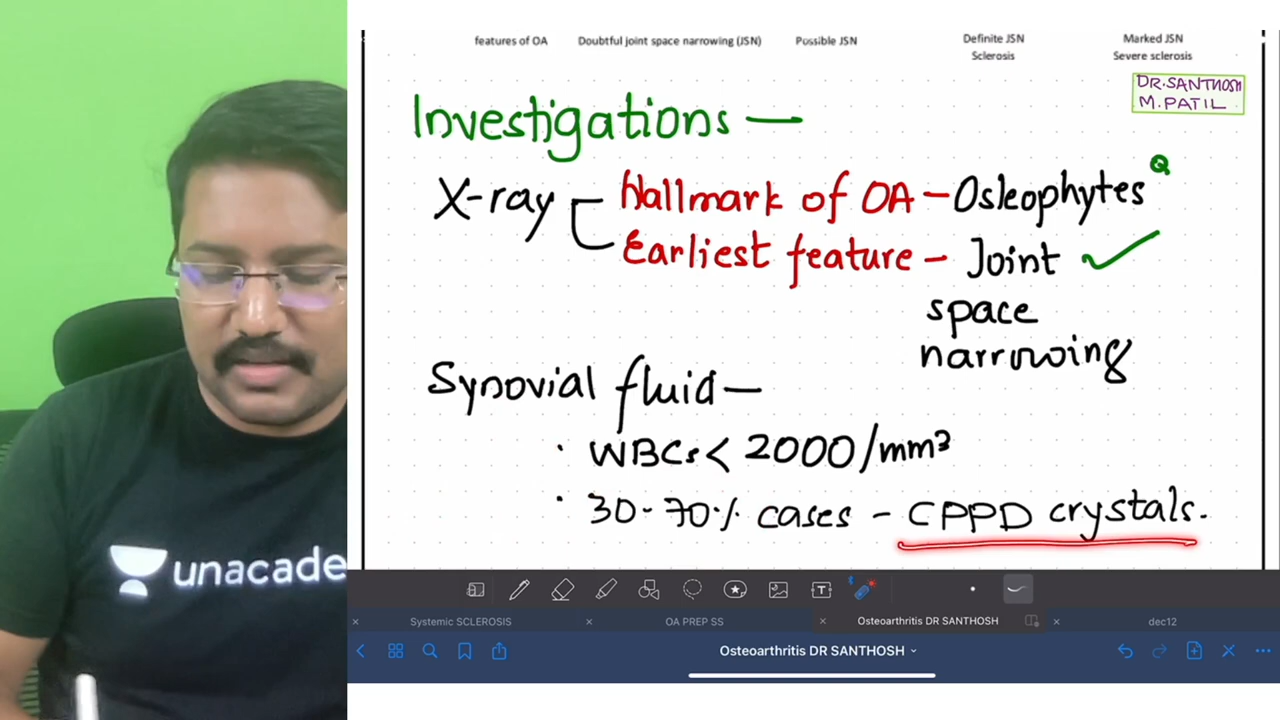 features of OA Doubtful joint space narrowing (JSN) Possible JSN Definite JSN Marked JSN
Sclerosis Severe sclerosis
DR.SANTHOSH
M.PATIL
Investigations —
X-ray Hallmark of OA - Osleophytes Q
Earliest feature - Joint
space
narrowing
Synovial fluid —
· WBCs < 2000/mm³
· 30-70% cases - CPPD crystals.
unacade
Systemic SCLEROSIS OA PREP SS Osteoarthritis DR SANTHOSH dec12
Osteoarthritis DR SANTHOSH